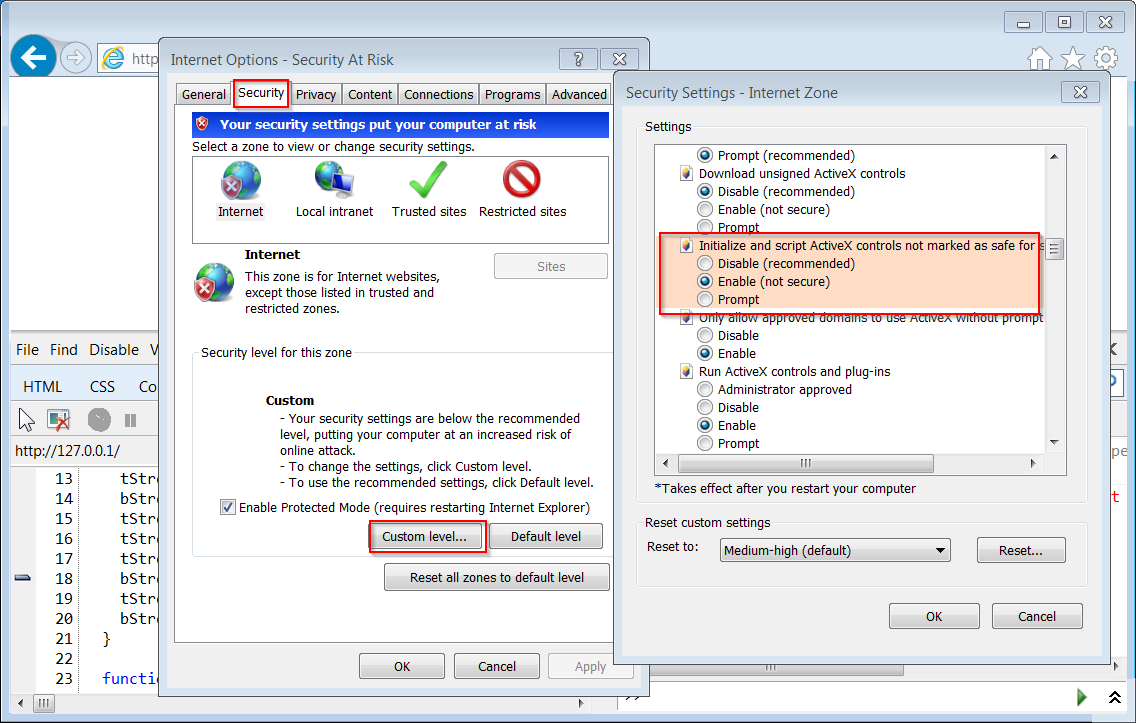 http
Internet Options - Security At Risk
General Security Privacy Content Connections Programs Advanced
Your security settings put your computer at risk
Select a zone to view or change security settings.
Internet Local intranet Trusted sites Restricted sites
Internet
This zone is for Internet websites,
except those listed in trusted and
restricted zones.
Sites
Security level for this zone
Custom
- Your security settings are below the recommended
level, putting your computer at an increased risk of
online attack.
- To change the settings, click Custom level.
- To use the recommended settings, click Default level.
Enable Protected Mode (requires restarting Internet Explorer)
Custom level... Default level
Reset all zones to default level
OK Cancel Apply
Security Settings - Internet Zone
Settings
Prompt (recommended)
Download unsigned ActiveX controls
Disable (recommended)
Enable (not secure)
Prompt
Initialize and script ActiveX controls not marked as safe for s
Disable (recommended)
Enable (not secure)
Prompt
Only allow approved domains to use ActiveX without prompt
Disable
Enable
Run ActiveX controls and plug-ins
Administrator approved
Disable
Enable
Prompt
*Takes effect after you restart your computer
Reset custom settings
Reset to: Medium-high (default) Reset...
OK Cancel
File Find Disable V
HTML CSS Co
http://127.0.0.1/
13 tStre
14 bStre
15 tStre
16 tStre
17 tStre
18 bStre
19 tStre
20 bStre
21 }
22
23 functi
>>